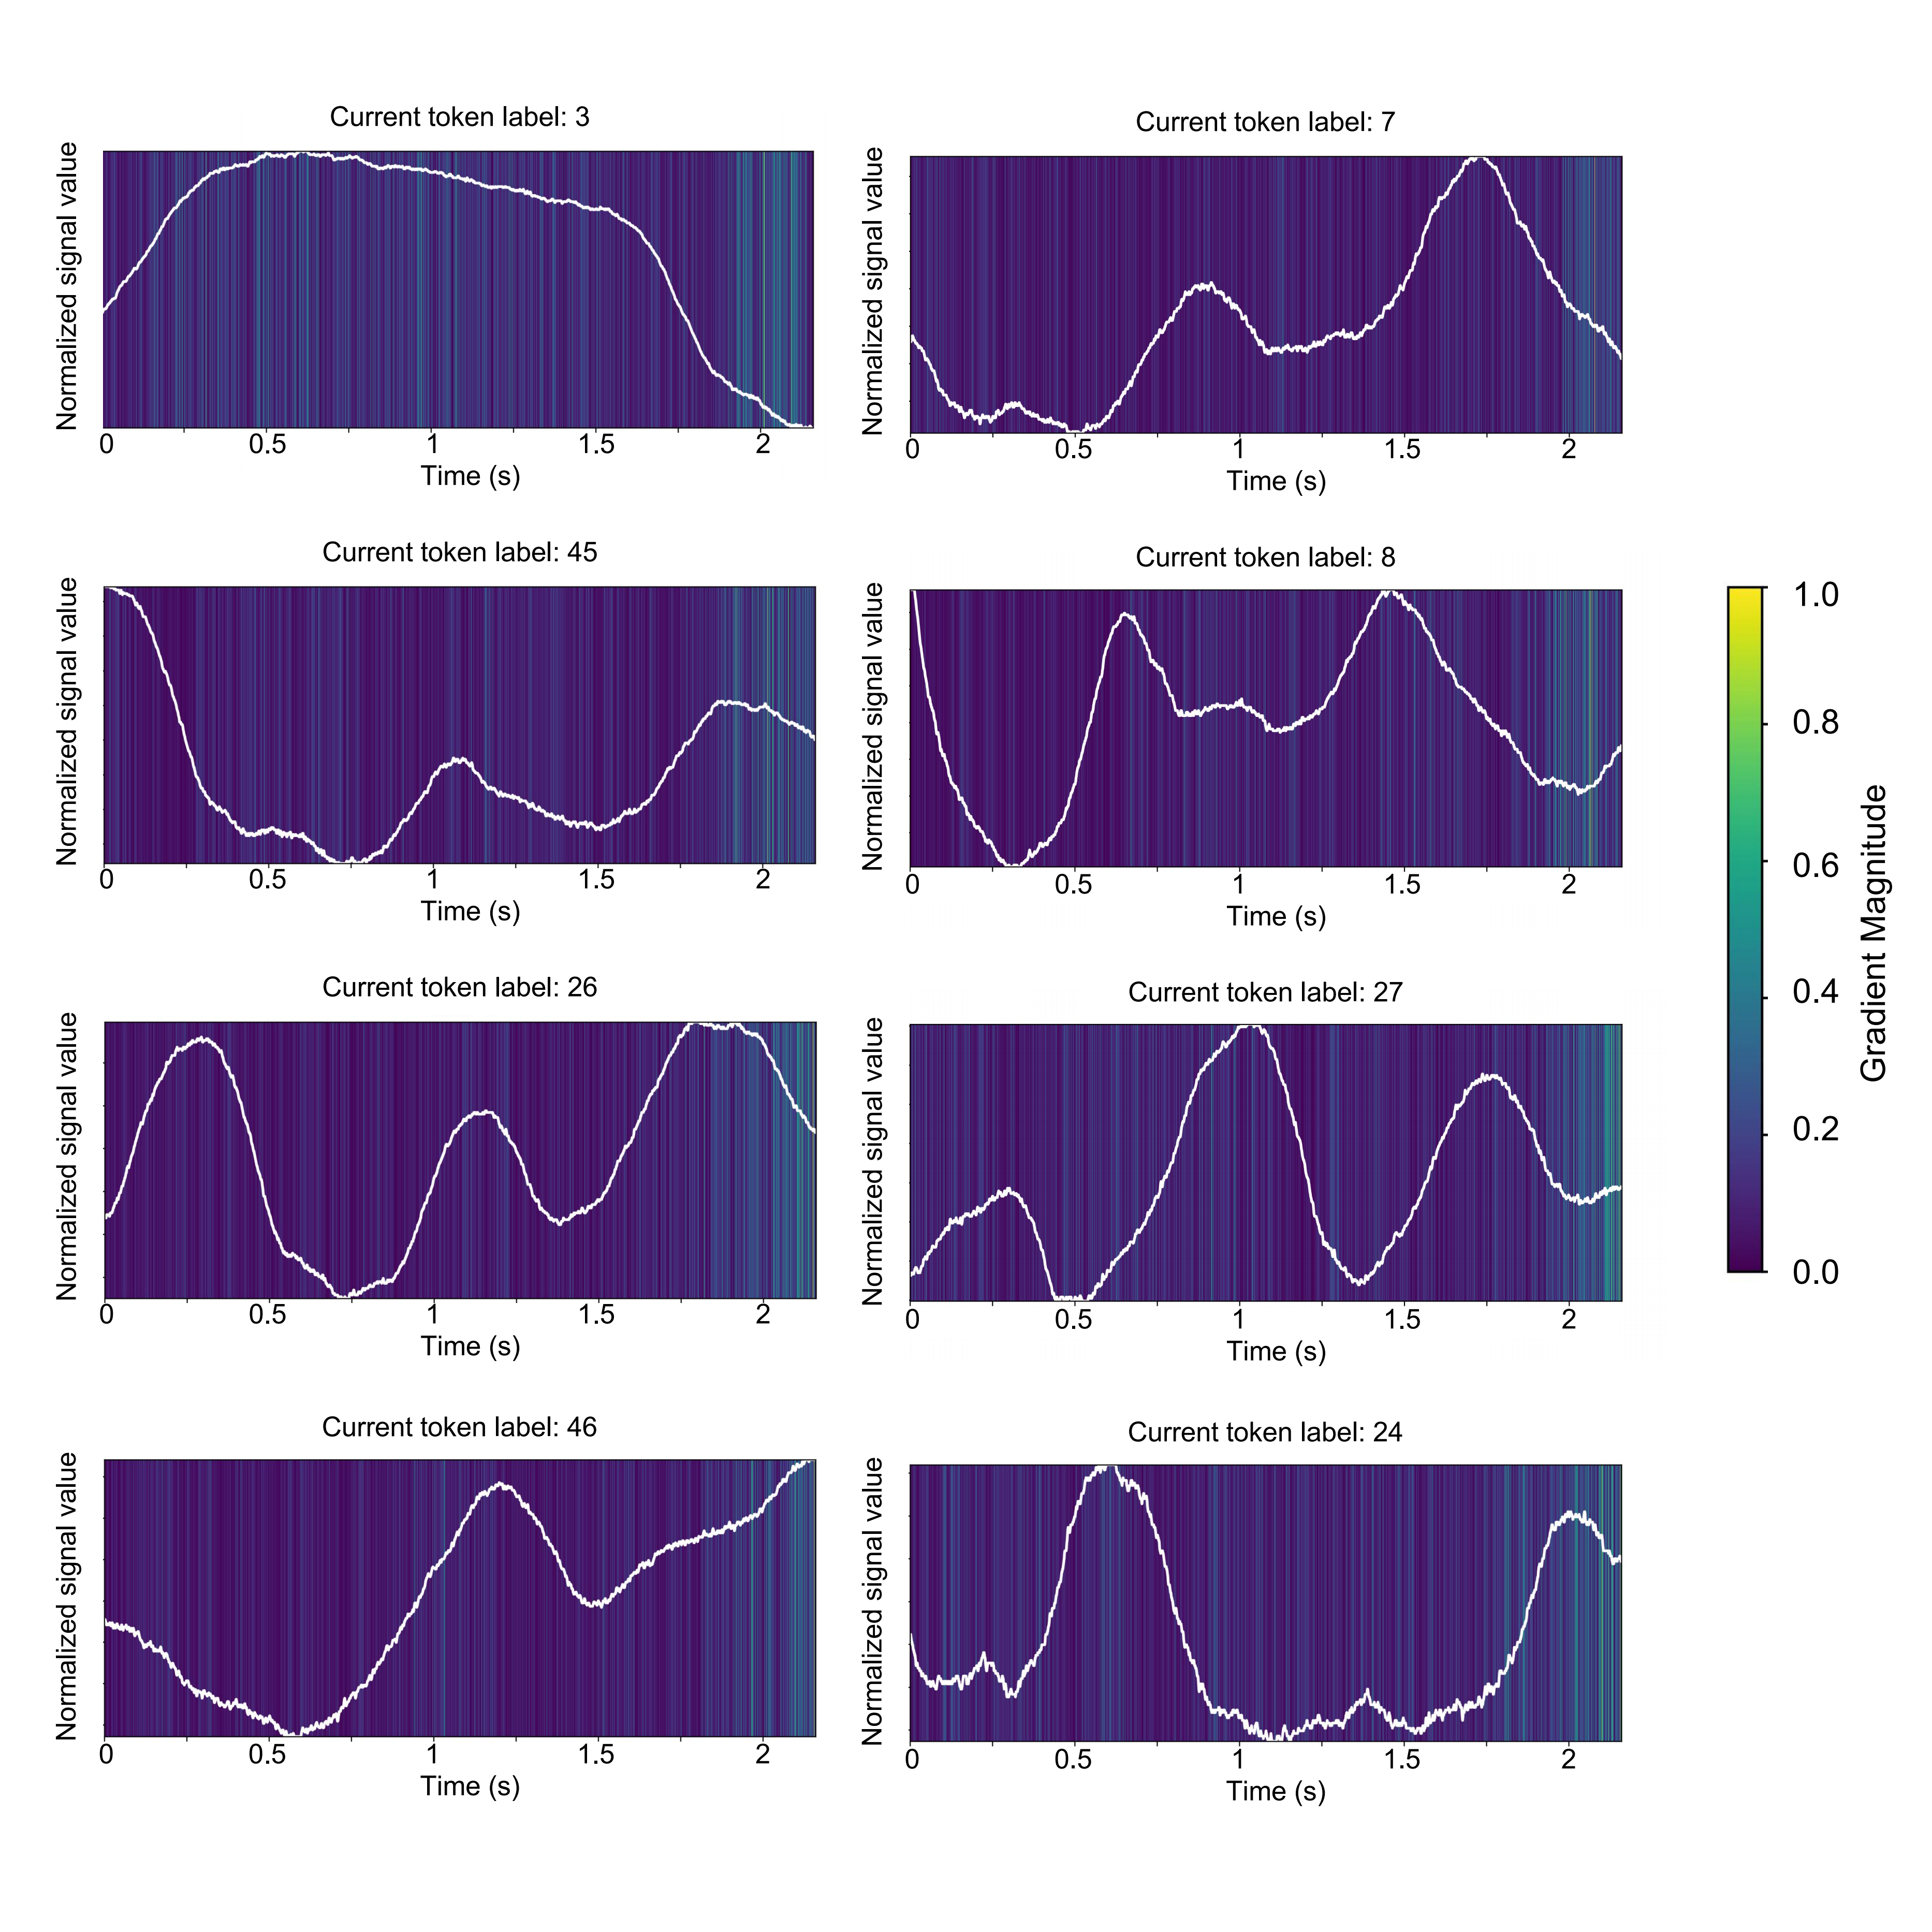 Current token label: 3
Normalized signal value
0 0.5 1 1.5 2
Time (s)
Current token label: 7
Normalized signal value
0 0.5 1 1.5 2
Time (s)
Current token label: 45
Normalized signal value
0 0.5 1 1.5 2
Time (s)
Current token label: 8
Normalized signal value
0 0.5 1 1.5 2
Time (s)
Current token label: 26
Normalized signal value
0 0.5 1 1.5 2
Time (s)
Current token label: 27
Normalized signal value
0 0.5 1 1.5 2
Time (s)
Current token label: 46
Normalized signal value
0 0.5 1 1.5 2
Time (s)
Current token label: 24
Normalized signal value
0 0.5 1 1.5 2
Time (s)
1.0
0.8
0.6
0.4
0.2
0.0
Gradient Magnitude